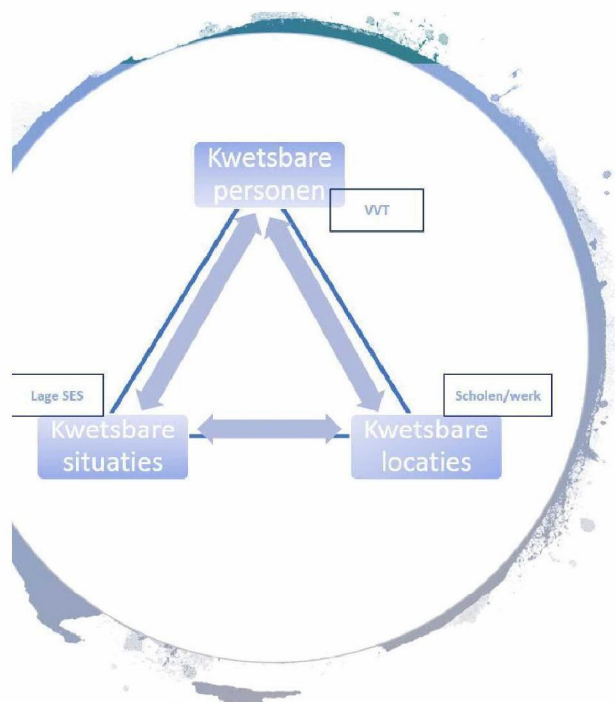 Kwetsbare
personen
VVT
Lage SES
Scholen/werk
Kwetsbare
situaties
Kwetsbare
locaties